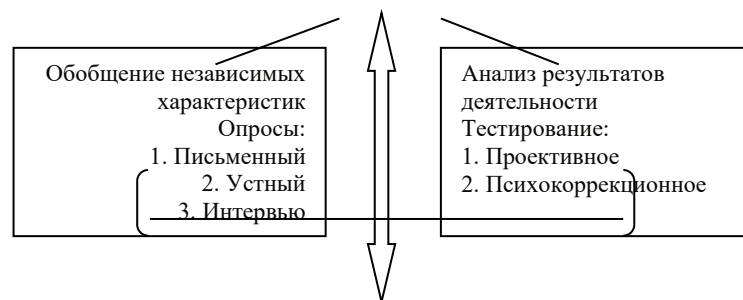 Обобщение независимых
характеристик
Опросы:
1. Письменный
2. Устный
3. Интервью
Анализ результатов
деятельности
Тестирование:
1. Проективное
2. Психокоррекционное